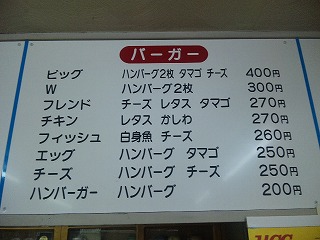 バーガー
ビッグ ハンバーグ2枚 タマゴ チーズ 400円
W ハンバーグ2枚 300円
フレンド チーズ レタス タマゴ 270円
チキン レタス かしわ 270円
フィッシュ 白身魚 チーズ 260円
エッグ ハンバーグ タマゴ 250円
チーズ ハンバーグ チーズ 250円
ハンバーガー ハンバーグ 200円